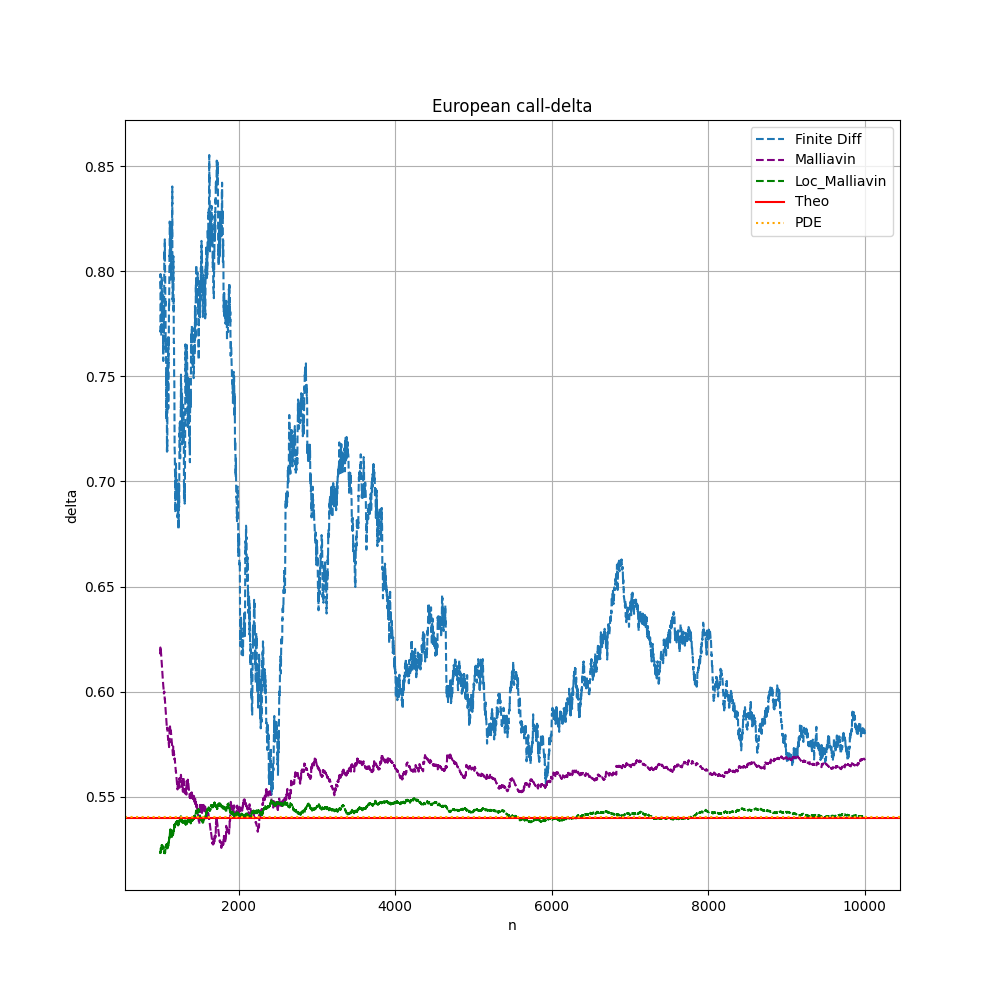 European call-delta
Finite Diff
Malliavin
Loc_Malliavin
Theo
PDE
0.85
0.80
0.75
0.70
0.65
0.60
0.55
delta
2000 4000 6000 8000 10000
n